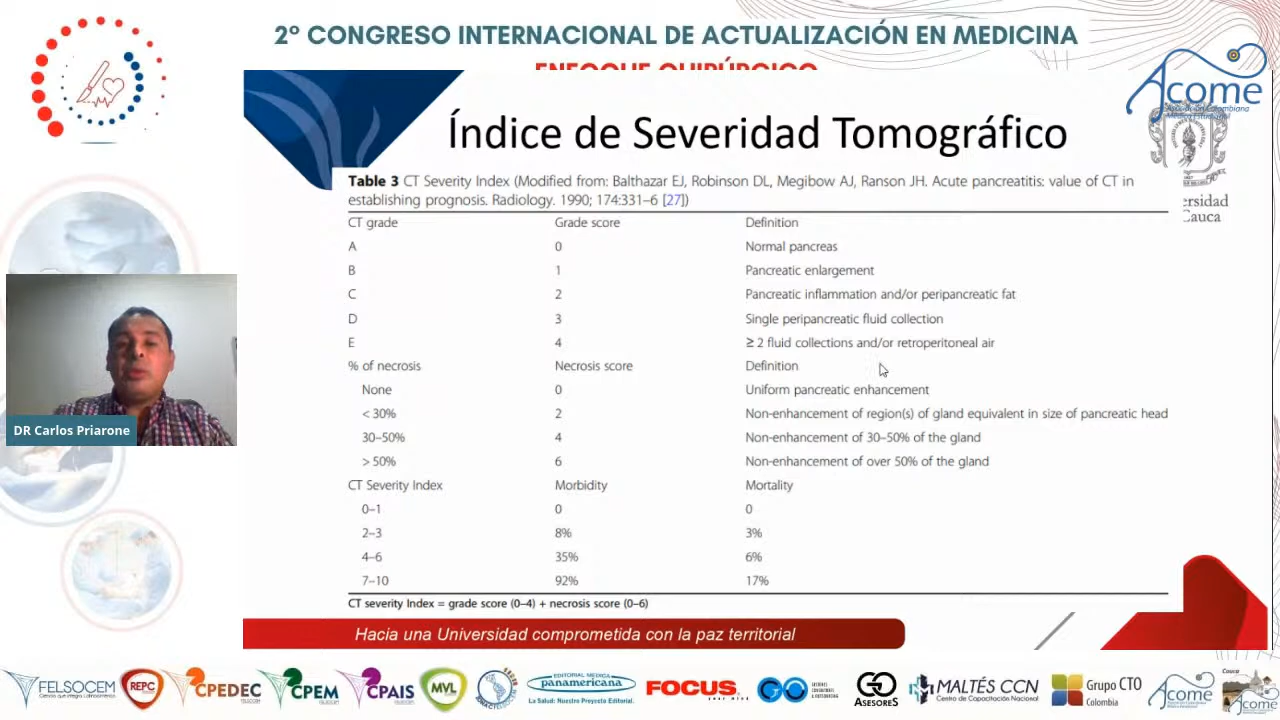 2° CONGRESO INTERNACIONAL DE ACTUALIZACIÓN EN MEDICINA
ENFOQUE QUIRÚRGICO
Acome
Índice de Severidad Tomográfico
Table 3 CT Severity Index (Modified from: Balthazar EJ, Robinson DL, Megibow AJ, Ranson JH. Acute pancreatitis: value of CT in
establishing prognosis. Radiology. 1990; 174:331–6 [27])
ersidad
Cauca
CT grade Grade score Definition
A 0 Normal pancreas
B 1 Pancreatic enlargement
C 2 Pancreatic inflammation and/or peripancreatic fat
D 3 Single peripancreatic fluid collection
E 4 ≥ 2 fluid collections and/or retroperitoneal air
% of necrosis Necrosis score Definition
None 0 Uniform pancreatic enhancement
< 30% 2 Non-enhancement of region(s) of gland equivalent in size of pancreatic head
30–50% 4 Non-enhancement of 30–50% of the gland
> 50% 6 Non-enhancement of over 50% of the gland
CT Severity Index Morbidity Mortality
0–1 0 0
2–3 8% 3%
4–6 35% 6%
7–10 92% 17%
CT severity Index = grade score (0–4) + necrosis score (0–6)
DR Carlos Priarone
Hacia una Universidad comprometida con la paz territorial
FELSOCEM
REPC
CPEDEC
CPEM
CPAIS
MVL
EDITORIAL MEDICA
panamericana
La Salud: Nuestro Proyecto Editorial.
FOCUS
GO
GO
ASESORES
MALTÉS CCN
Centro de Capacitación Nacional
Grupo CTO
Colombia
Acome
Cauca
Acome